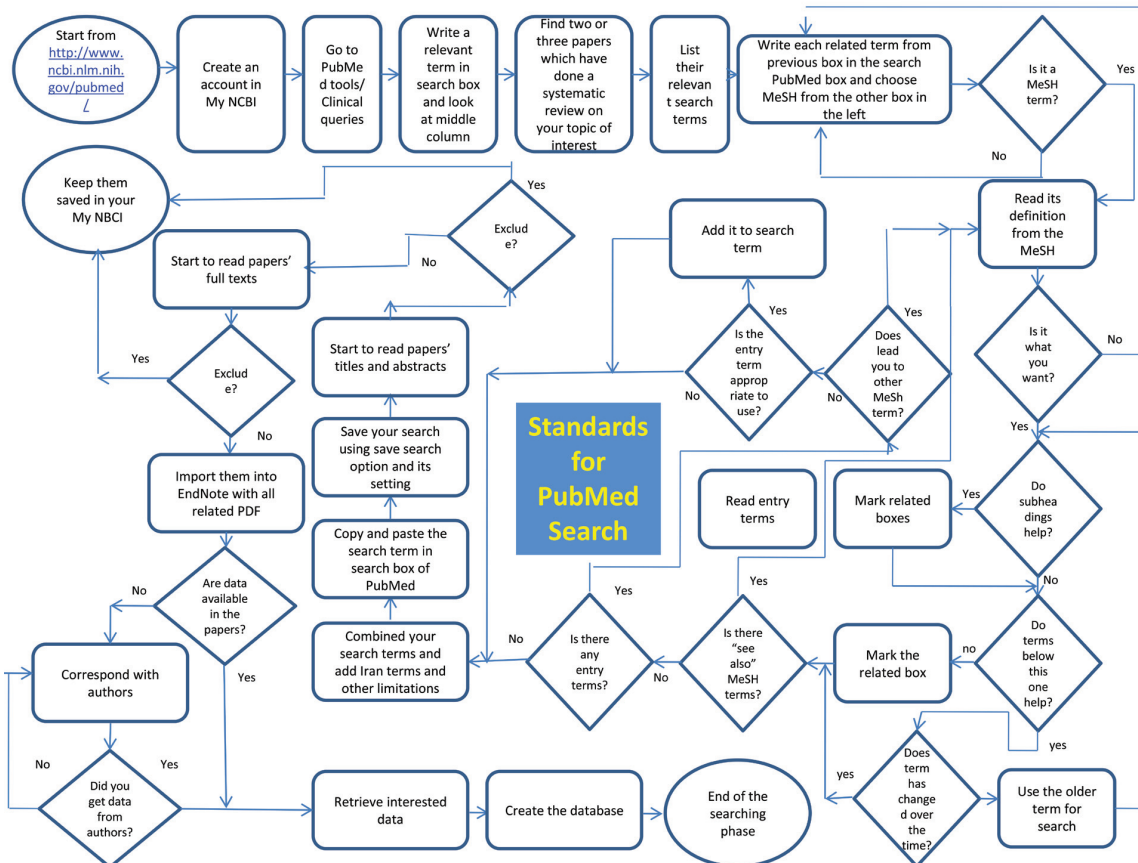 Start from
http://www.
ncbi.nlm.nih.
gov/pubmed
/
Create an
account in
My NCBI
Go to
PubMe
d tools/
Clinical
queries
Write a
relevant
term in
search box
and look
at middle
column
Find two or
three papers
which have
done a
systematic
review on
your topic of
interest
List
their
relevan
t search
terms
Write each related term from
previous box in the search
PubMed box and choose
MeSH from the other box in
the left
Is it a
MeSH
term?
Yes
No
Keep them
saved in your
My NBCI
Yes
Exclud
e?
No
Start to read papers’
full texts
Add it to search
term
Read its
definition
from the
MeSH
Yes
Exclud
e?
No
Start to read papers’
titles and abstracts
Yes
Is the
entry
term
approp
riate to
use?
No
Yes
Does
lead
you to
other
MeSh
term?
No
Is it
what
you
want?
No
Yes
Standards
for
PubMed
Search
Save your search
using save search
option and its
setting
Import them into
EndNote with all
related PDF
Read entry
terms
Mark related
boxes
Yes
Do
subhea
dings
help?
No
Copy and paste the
search term in
search box of
PubMed
No
Are data
available
in the
papers?
Yes
Combined your
search terms and
add Iran terms and
other limitations
No
Yes
Is there
any
entry
terms?
No
Yes
Is there
“see
also”
MeSH
terms?
Mark the
related box
no
Do
terms
below
this
one
help?
yes
Correspond with
authors
No
Yes
Did you
get data
from
authors?
Retrieve interested
data
Create the database
End of the
searching
phase
yes
Does
term
has
change
d over
the
time?
Use the older
term for
search